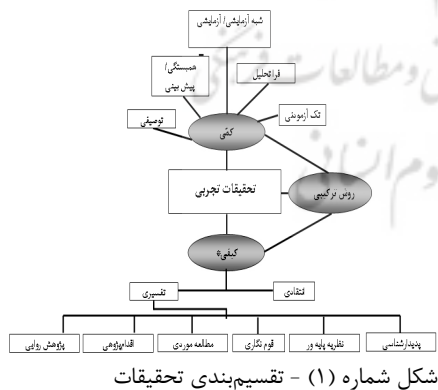 شبه آزمایشی/ آزمایشی
همبستگی/
پیش بینی
فراتحلیل
تک آزمودنی
توصیفی
کمّی
تحقیقات تجربی
روش ترکیبی
کیفی*
تفسیری
انتقادی
پدیدارشناسی
نظریه پایه ور
قوم نگاری
مطالعه موردی
اقدام‌پژوهی
پژوهش روایی
شکل شماره (۱) - تقسیم‌بندی تحقیقات